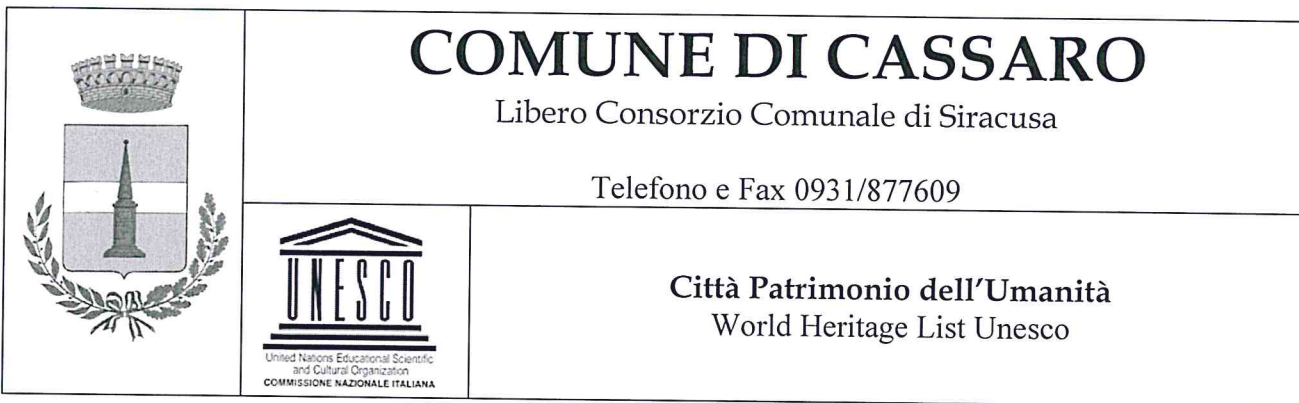 COMUNE DI CASSARO
Libero Consorzio Comunale di Siracusa
Telefono e Fax 0931/877609
UNESCO
United Nations Educational Scientific
and Cultural Organization
COMMISSIONE NAZIONALE ITALIANA
Città Patrimonio dell'Umanità
World Heritage List Unesco